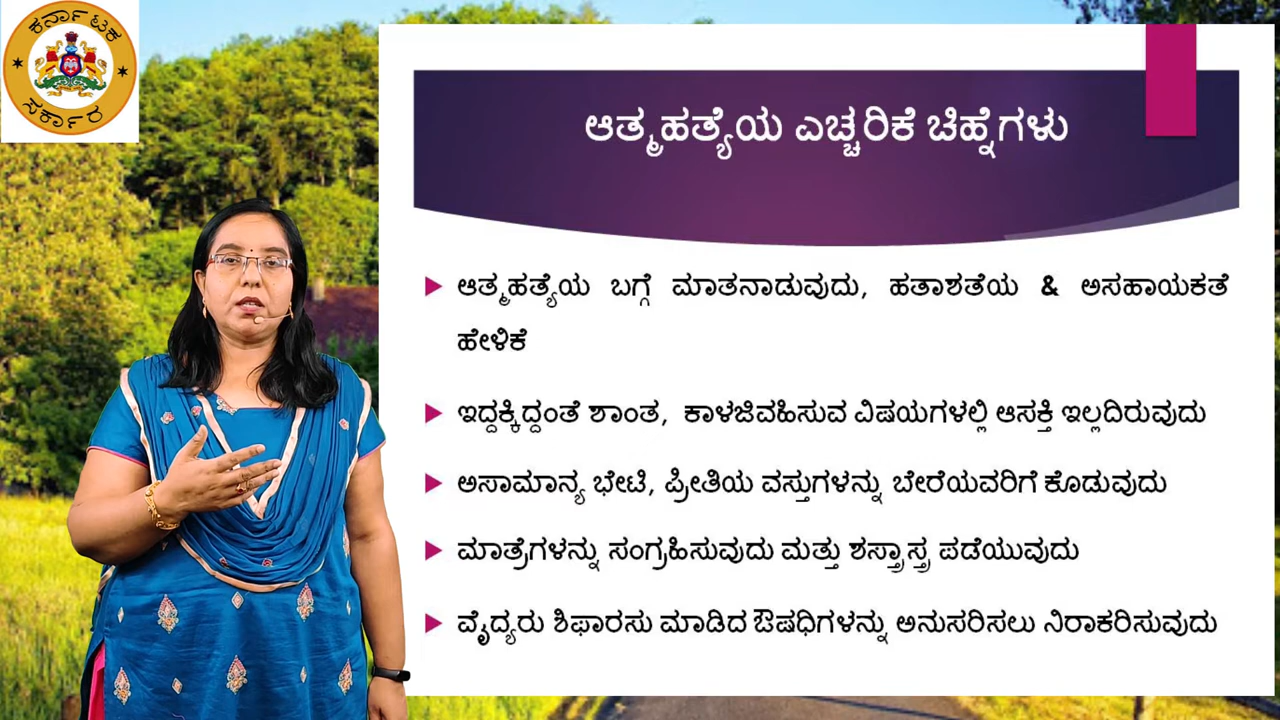 ಕರ್ನಾಟಕ
ಸರ್ಕಾರ
ಆತ್ಮಹತ್ಯೆಯ ಎಚ್ಚರಿಕೆ ಚಿಹ್ನೆಗಳು
ಆತ್ಮಹತ್ಯೆಯ ಬಗ್ಗೆ ಮಾತನಾಡುವುದು, ಹತಾಶತೆಯ & ಅಸಹಾಯಕತೆ
ಹೇಳಿಕೆ
ಇದ್ದಕ್ಕಿದ್ದಂತೆ ಶಾಂತ, ಕಾಳಜಿವಹಿಸುವ ವಿಷಯಗಳಲ್ಲಿ ಆಸಕ್ತಿ ಇಲ್ಲದಿರುವುದು
ಅಸಾಮಾನ್ಯ ಭೇಟಿ, ಪ್ರೀತಿಯ ವಸ್ತುಗಳನ್ನು ಬೇರೆಯವರಿಗೆ ಕೊಡುವುದು
ಮಾತ್ರೆಗಳನ್ನು ಸಂಗ್ರಹಿಸುವುದು ಮತ್ತು ಶಸ್ತ್ರಾಸ್ತ್ರ ಪಡೆಯುವುದು
ವೈದ್ಯರು ಶಿಫಾರಸು ಮಾಡಿದ ಔಷಧಿಗಳನ್ನು ಅನುಸರಿಸಲು ನಿರಾಕರಿಸುವುದು